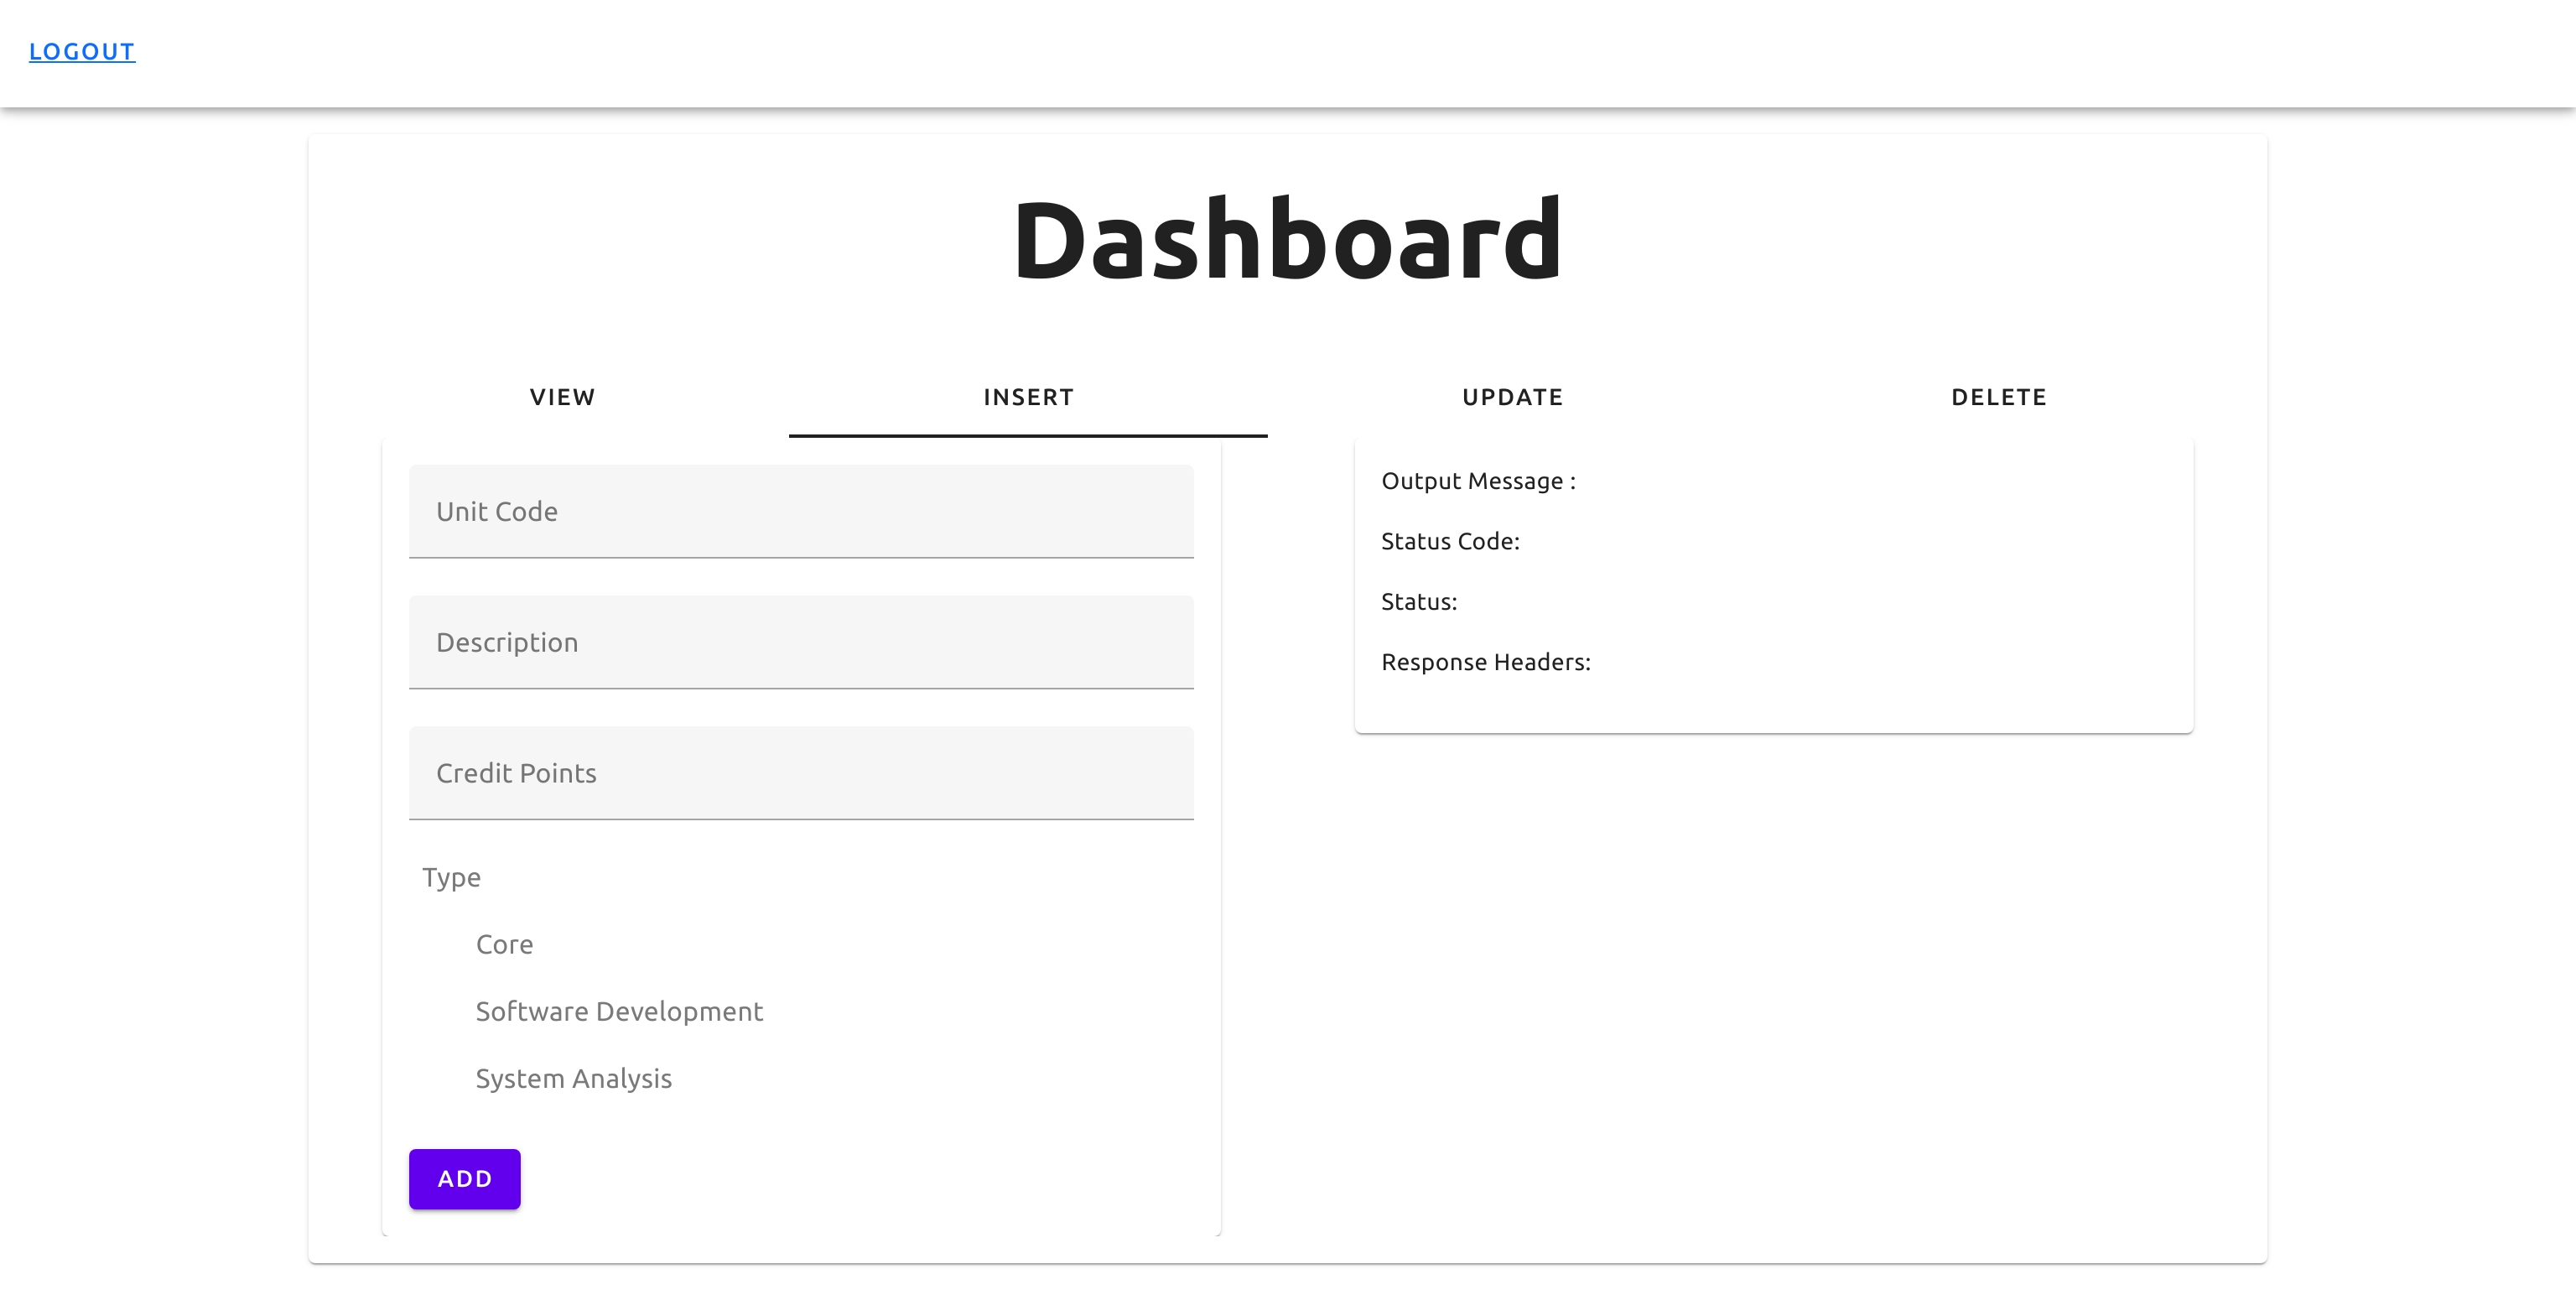 LOGOUT
Dashboard
VIEW INSERT UPDATE DELETE
Unit Code
Description
Credit Points
Type
Core
Software Development
System Analysis
ADD
Output Message :
Status Code:
Status:
Response Headers: